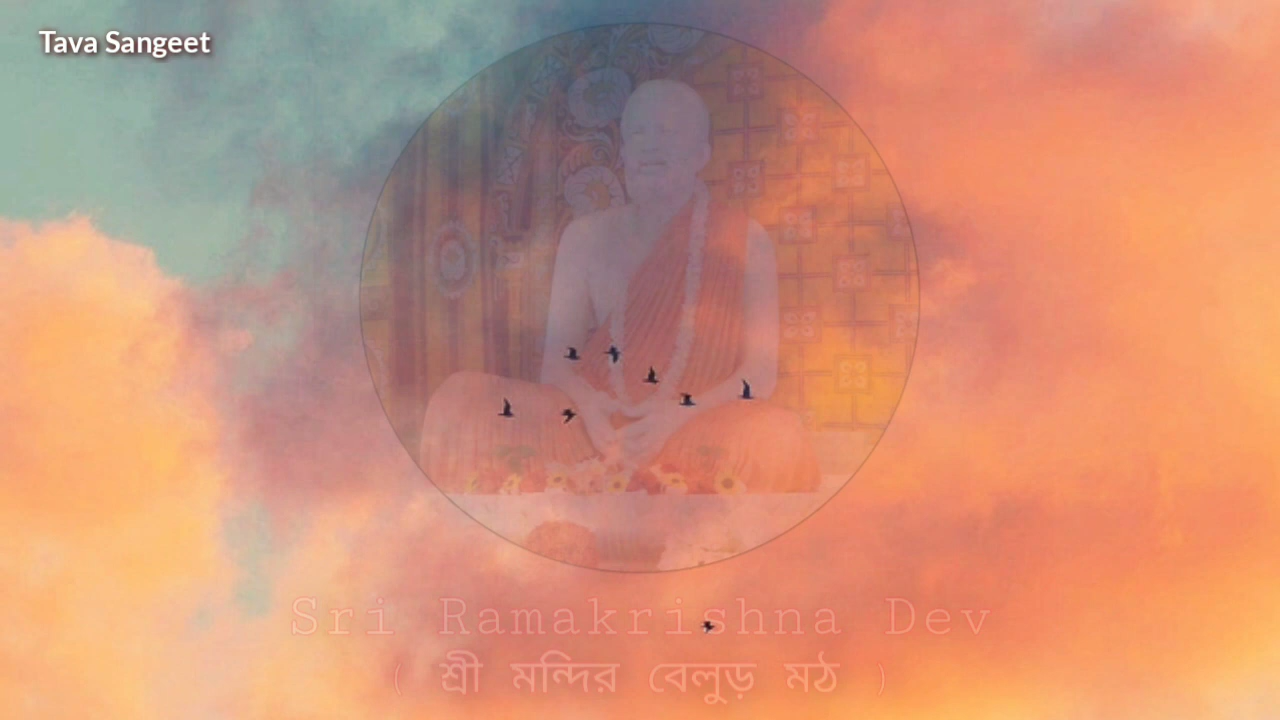 Tava Sangeet
Sri Ramakrishna Dev
( শ্রী মন্দির বেলুড় মঠ )